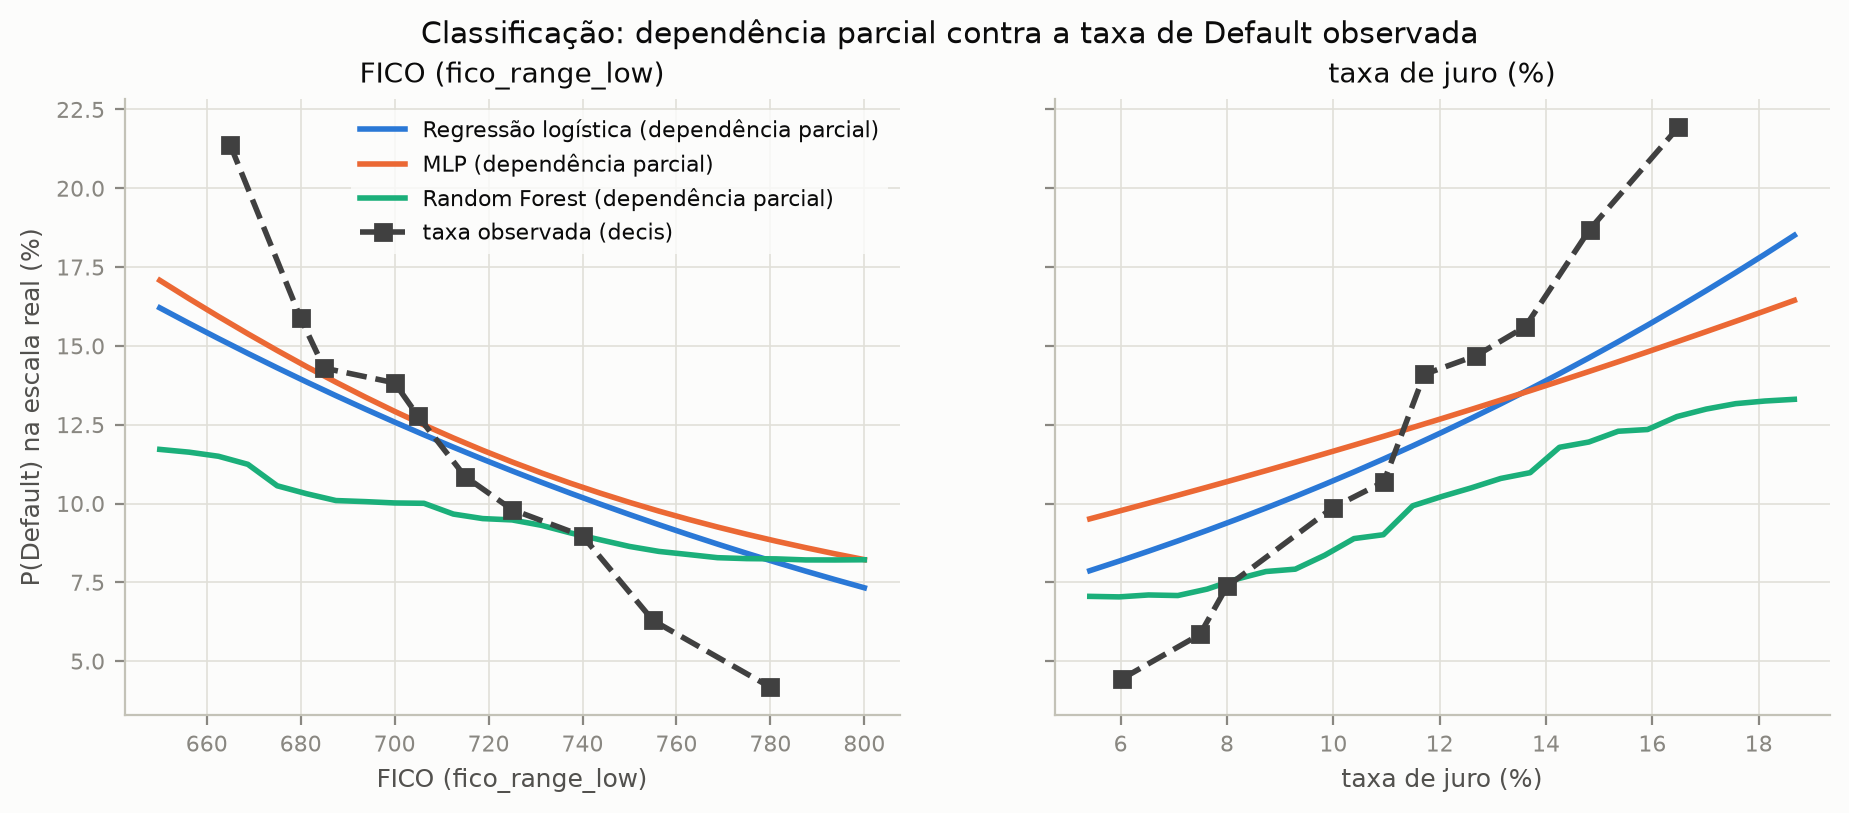 Classificação: dependência parcial contra a taxa de Default observada
FICO (fico_range_low)
taxa de juro (%)
P(Default) na escala real (%)
22.5
20.0
17.5
15.0
12.5
10.0
7.5
5.0
Regressão logística (dependência parcial)
MLP (dependência parcial)
Random Forest (dependência parcial)
taxa observada (decis)
660 680 700 720 740 760 780 800
FICO (fico_range_low)
6 8 10 12 14 16 18
taxa de juro (%)